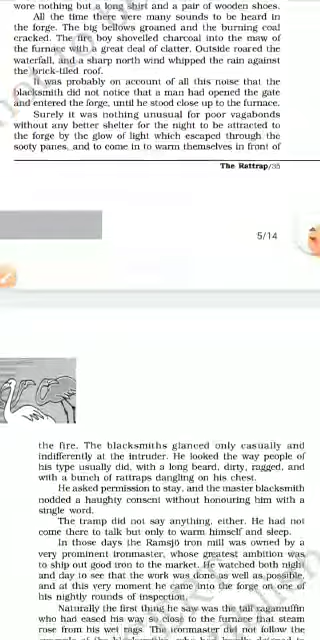 wore nothing but a long shirt and a pair of wooden shoes.
All the time there were many sounds to be heard in
the forge. The big bellows groaned and the burning coal
cracked. The fire boy shovelled charcoal into the maw of
the furnace with a great deal of clatter. Outside roared the
waterfall, and a sharp north wind whipped the rain against
the brick-tiled roof.
It was probably on account of all this noise that the
blacksmith did not notice that a man had opened the gate
and entered the forge, until he stood close up to the furnace.
Surely it was nothing unusual for poor vagabonds
without any better shelter for the night to be attracted to
the forge by the glow of light which escaped through the
sooty panes, and to come in to warm themselves in front of
The Rattrap/35
5/14
the fire. The blacksmiths glanced only casually and
indifferently at the intruder. He looked the way people of
his type usually did, with a long beard, dirty, ragged, and
with a bunch of rattraps dangling on his chest.
He asked permission to stay, and the master blacksmith
nodded a haughty consent without honouring him with a
single word.
The tramp did not say anything, either. He had not
come there to talk but only to warm himself and sleep.
In those days the Ramsjö iron mill was owned by a
very prominent ironmaster, whose greatest ambition was
to ship out good iron to the market. He watched both night
and day to see that the work was done as well as possible,
and at this very moment he came into the forge on one of
his nightly rounds of inspection.
Naturally the first thing he saw was the tall ragamuffin
who had eased his way so close to the furnace that steam
rose from his wet rags. The ironmaster did not follow the